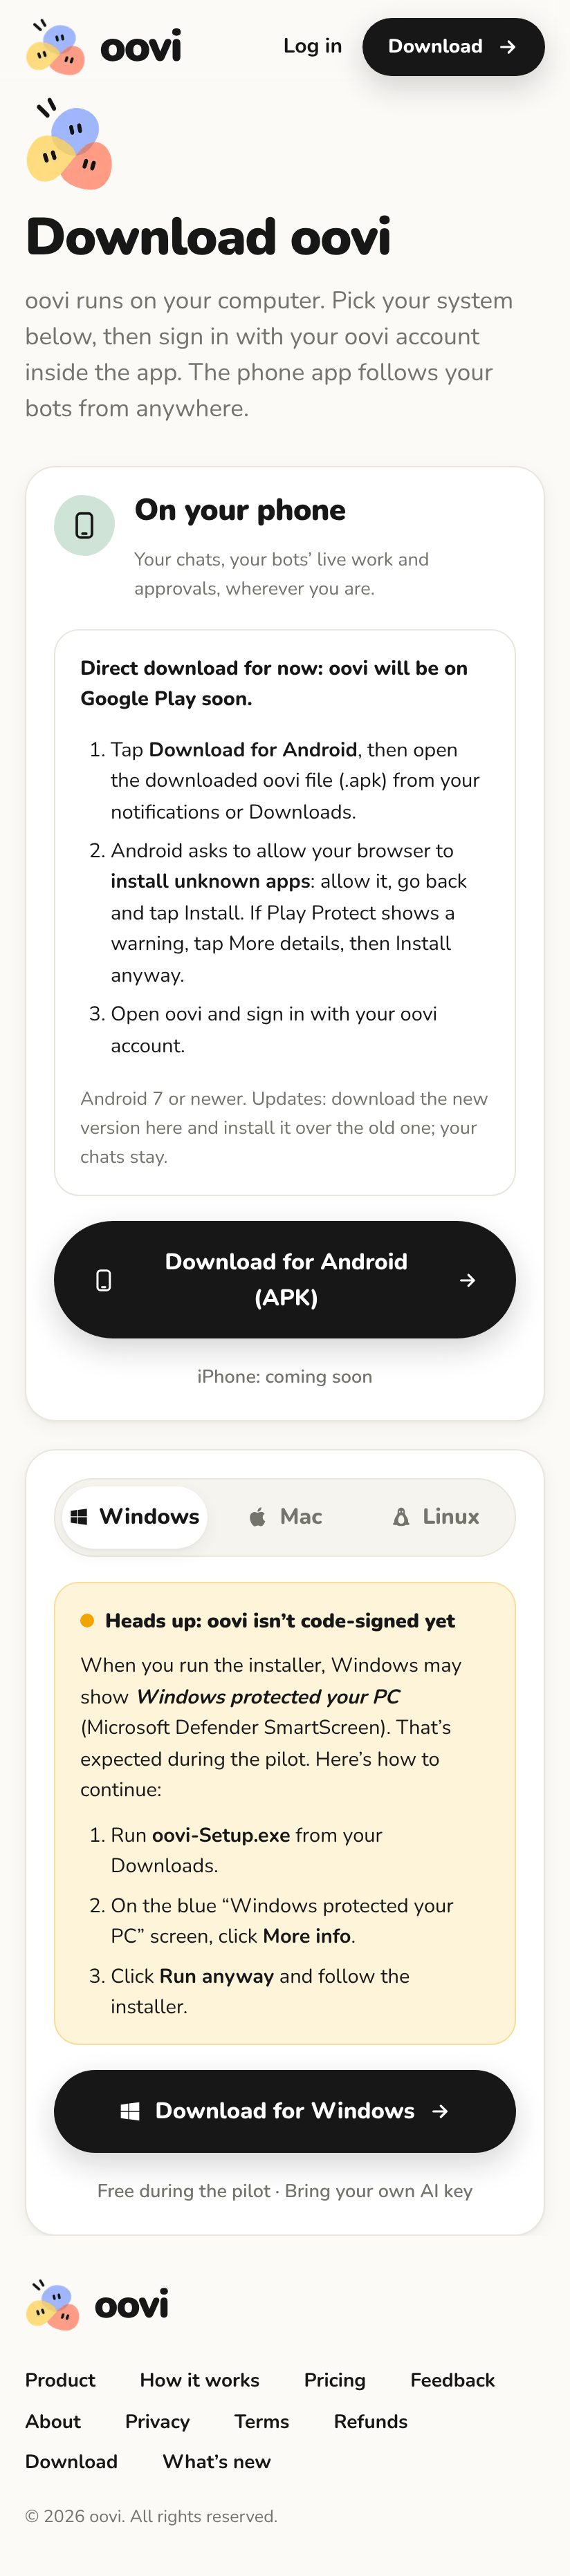 oovi
Log in
Download
Download oovi
oovi runs on your computer. Pick your system
below, then sign in with your oovi account
inside the app. The phone app follows your
bots from anywhere.
On your phone
Your chats, your bots’ live work and
approvals, wherever you are.
Direct download for now: oovi will be on
Google Play soon.
1. Tap Download for Android, then open
the downloaded oovi file (.apk) from your
notifications or Downloads.
2. Android asks to allow your browser to
install unknown apps: allow it, go back
and tap Install. If Play Protect shows a
warning, tap More details, then Install
anyway.
3. Open oovi and sign in with your oovi
account.
Android 7 or newer. Updates: download the new
version here and install it over the old one; your
chats stay.
Download for Android
(APK)
iPhone: coming soon
Windows
Mac
Linux
Heads up: oovi isn’t code-signed yet
When you run the installer, Windows may
show Windows protected your PC
(Microsoft Defender SmartScreen). That’s
expected during the pilot. Here’s how to
continue:
1. Run oovi-Setup.exe from your
Downloads.
2. On the blue “Windows protected your
PC” screen, click More info.
3. Click Run anyway and follow the
installer.
Download for Windows
Free during the pilot · Bring your own AI key
oovi
Product How it works Pricing Feedback
About Privacy Terms Refunds
Download What’s new
© 2026 oovi. All rights reserved.